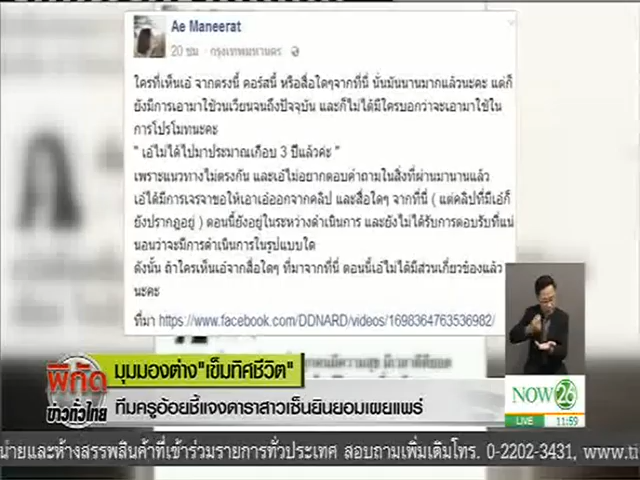 Ae Maneerat
20 ชม · กรุงเทพมหานคร
ใครที่เห็นเอ้ จากตรงนี้ คอร์สนี้ หรือสื่อใดๆจากที่นี่ นั่นมันนานมากแล้วนะคะ แต่ก็
ยังมีการเอามาใช้วนเวียนจนถึงปัจจุบัน และก็ไม่ได้มีใครบอกว่าจะเอามาใช้ใน
การโปรโมทนะคะ
" เอ้ไม่ได้ไปมาประมาณเกือบ 3 ปีแล้วค่ะ "
เพราะแนวทางไม่ตรงกัน และเอ้ไม่อยากตอบคำถามในสิ่งที่ผ่านมานานแล้ว
เอ้ได้มีการเจรจาขอให้เอาเอ้ออกจากคลิป และสื่อใดๆ จากที่นี่ ( แต่คลิปที่มีเอ้ก็
ยังปรากฏอยู่ ) ตอนนี้ยังอยู่ในระหว่างดำเนินการ และยังไม่ได้รับการตอบรับที่แน่
นอนว่าจะมีการดำเนินการในรูปแบบใด
ดังนั้น ถ้าใครเห็นเอ้จากสื่อใดๆ ที่มาจากที่นี่ ตอนนี้เอ้ไม่ได้มีส่วนเกี่ยวข้องแล้ว
นะคะ
ที่มา https://www.facebook.com/DDNARD/videos/1698364763536982/
พิกัด
ข่าวทั่วไทย
มุมมองต่าง"เข็มทิศชีวิต"
ทีมครูอ้อยชี้แจงดาราสาวเซ็นยินยอมเผยแพร่
NOW26
LIVE 11:59
น่ายและห้างสรรพสินค้าที่เข้าร่วมรายการทั่วประเทศ สอบถามเพิ่มเติมโทร. 0-2202-3431, www.ti